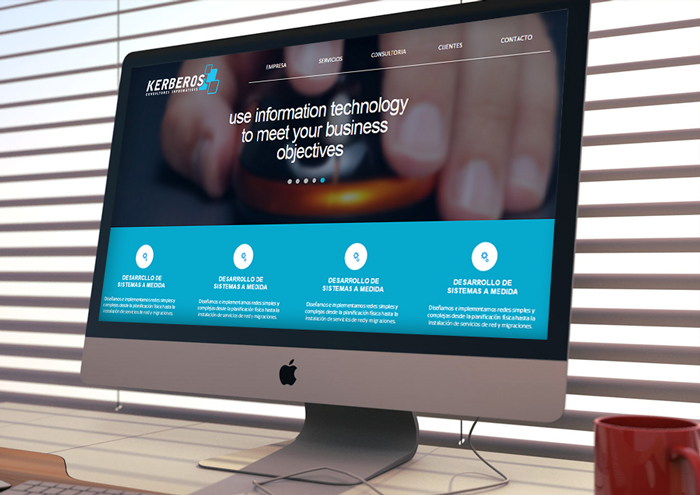 KERBEROS
CONSULTORES INFORMATICOS
EMPRESA SERVICIOS CONSULTORIA CLIENTES CONTACTO
use information technology
to meet your business
objectives
DESARROLLO DE
SISTEMAS A MEDIDA
Diseñamos e implementamos redes simples y
complejas desde la planificación física hasta la
instalación de servicios de red y migraciones.
DESARROLLO DE
SISTEMAS A MEDIDA
Diseñamos e implementamos redes simples y
complejas desde la planificación física hasta la
instalación de servicios de red y migraciones.
DESARROLLO DE
SISTEMAS A MEDIDA
Diseñamos e implementamos redes simples y
complejas desde la planificación física hasta la
instalación de servicios de red y migraciones.
DESARROLLO DE
SISTEMAS A MEDIDA
Diseñamos e implementamos redes simples y
complejas desde la planificación física hasta la
instalación de servicios de red y migraciones.